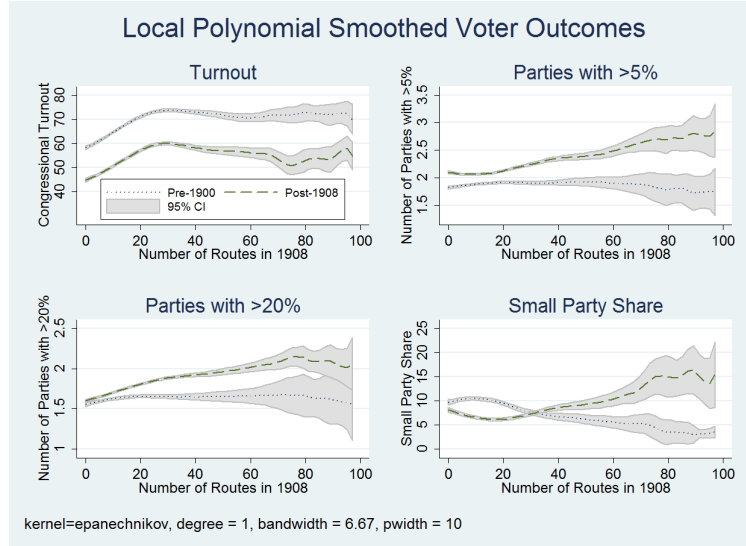 Local Polynomial Smoothed Voter Outcomes
Turnout
Congressional Turnout
80
70
60
50
40
Pre-1900
Post-1908
95% CI
0
20
40
60
80
100
Number of Routes in 1908
Parties with >5%
Number of Parties with >5%
3.5
3
2.5
2
1.5
0
20
40
60
80
100
Number of Routes in 1908
Parties with >20%
Number of Parties with >20%
2.5
2
1.5
1
0
20
40
60
80
100
Number of Routes in 1908
Small Party Share
Small Party Share
25
20
15
10
5
0
0
20
40
60
80
100
Number of Routes in 1908
kernel=epanechnikov, degree = 1, bandwidth = 6.67, pwidth = 10